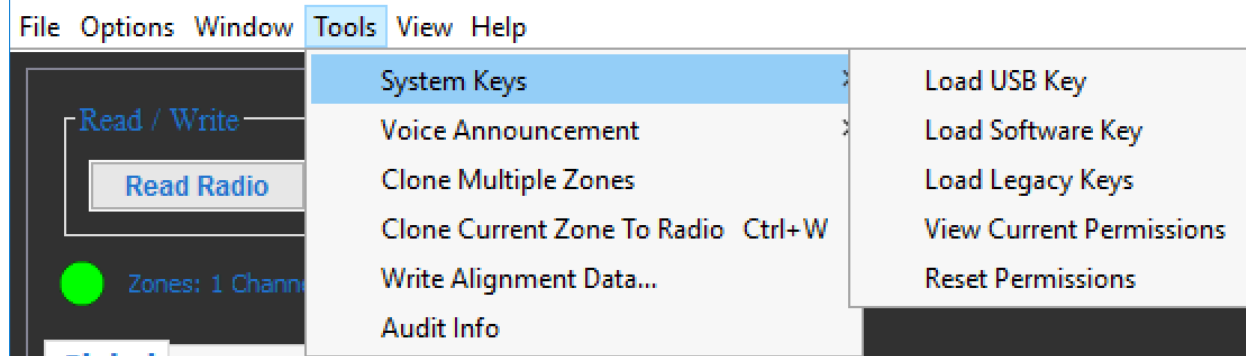 File Options Window Tools View Help
System Keys
Voice Announcement
Clone Multiple Zones
Clone Current Zone To Radio Ctrl+W
Write Alignment Data...
Audit Info
Load USB Key
Load Software Key
Load Legacy Keys
View Current Permissions
Reset Permissions
Read / Write
Read Radio
Zones: 1